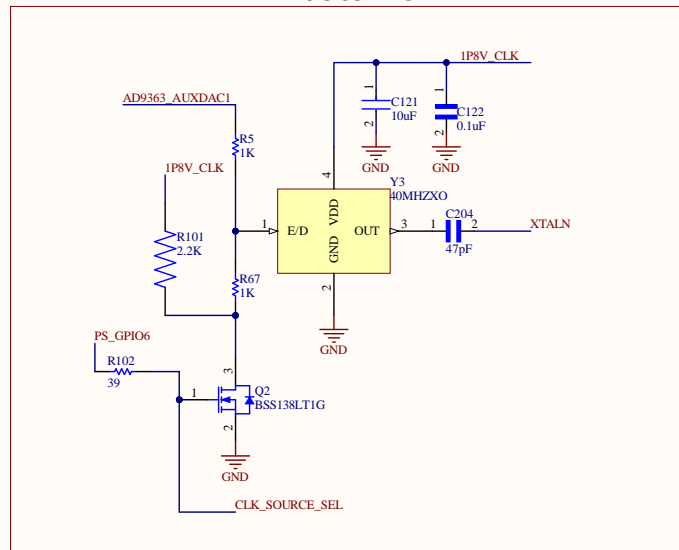 1P8V_CLK
AD9363_AUXDAC1
1
C121
10uF
2
1
C122
0.1uF
2
R5
1K
GND
GND
1P8V_CLK
4
Y3
40MHZXO
R101
2.2K
1
E/D
VDD
GND
OUT
3
1
C204
2
47pF
XTALN
R67
1K
2
GND
PS_GPIO6
R102
39
3
1
Q2
BSS138LT1G
2
GND
CLK_SOURCE_SEL